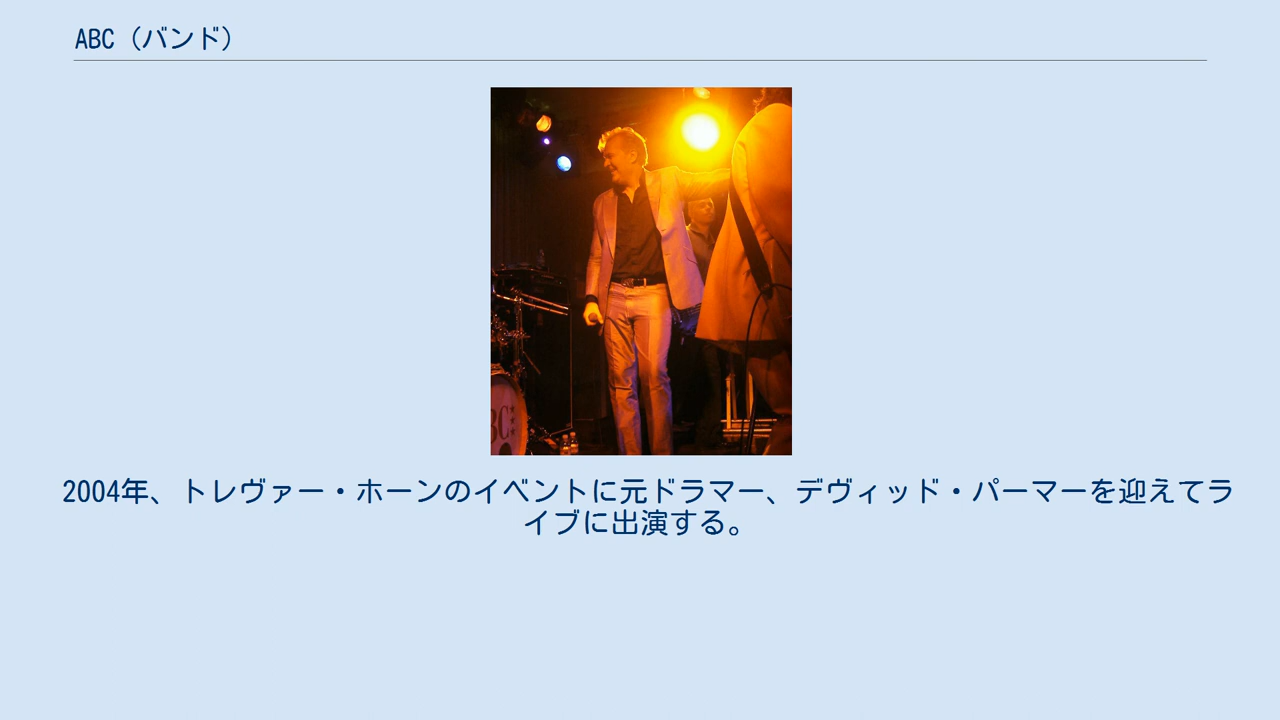 ABC（バンド）
2004年、トレヴァー・ホーンのイベントに元ドラマー、デヴィッド・パーマーを迎えてラ
イブに出演する。
BC